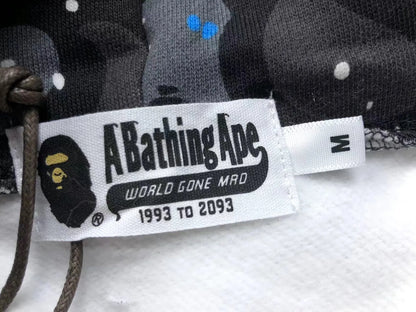 A Bathing Ape
®
WORLD GONE MAD
1993 TO 2093
M